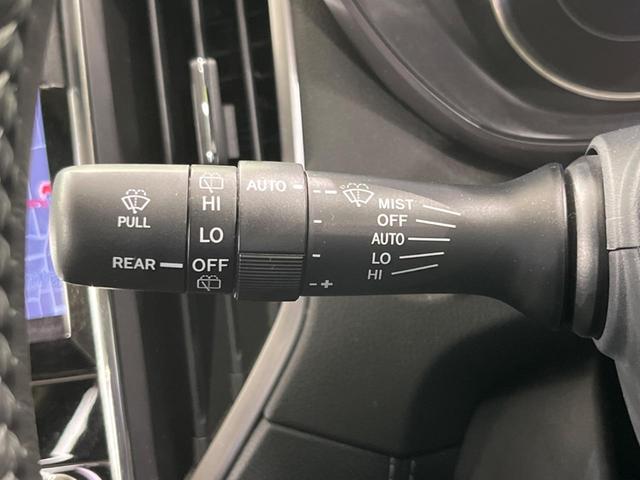 PULL
REAR
HI
LO
OFF
AUTO
- -
-
-
-+
MIST
OFF
AUTO
LO
HI